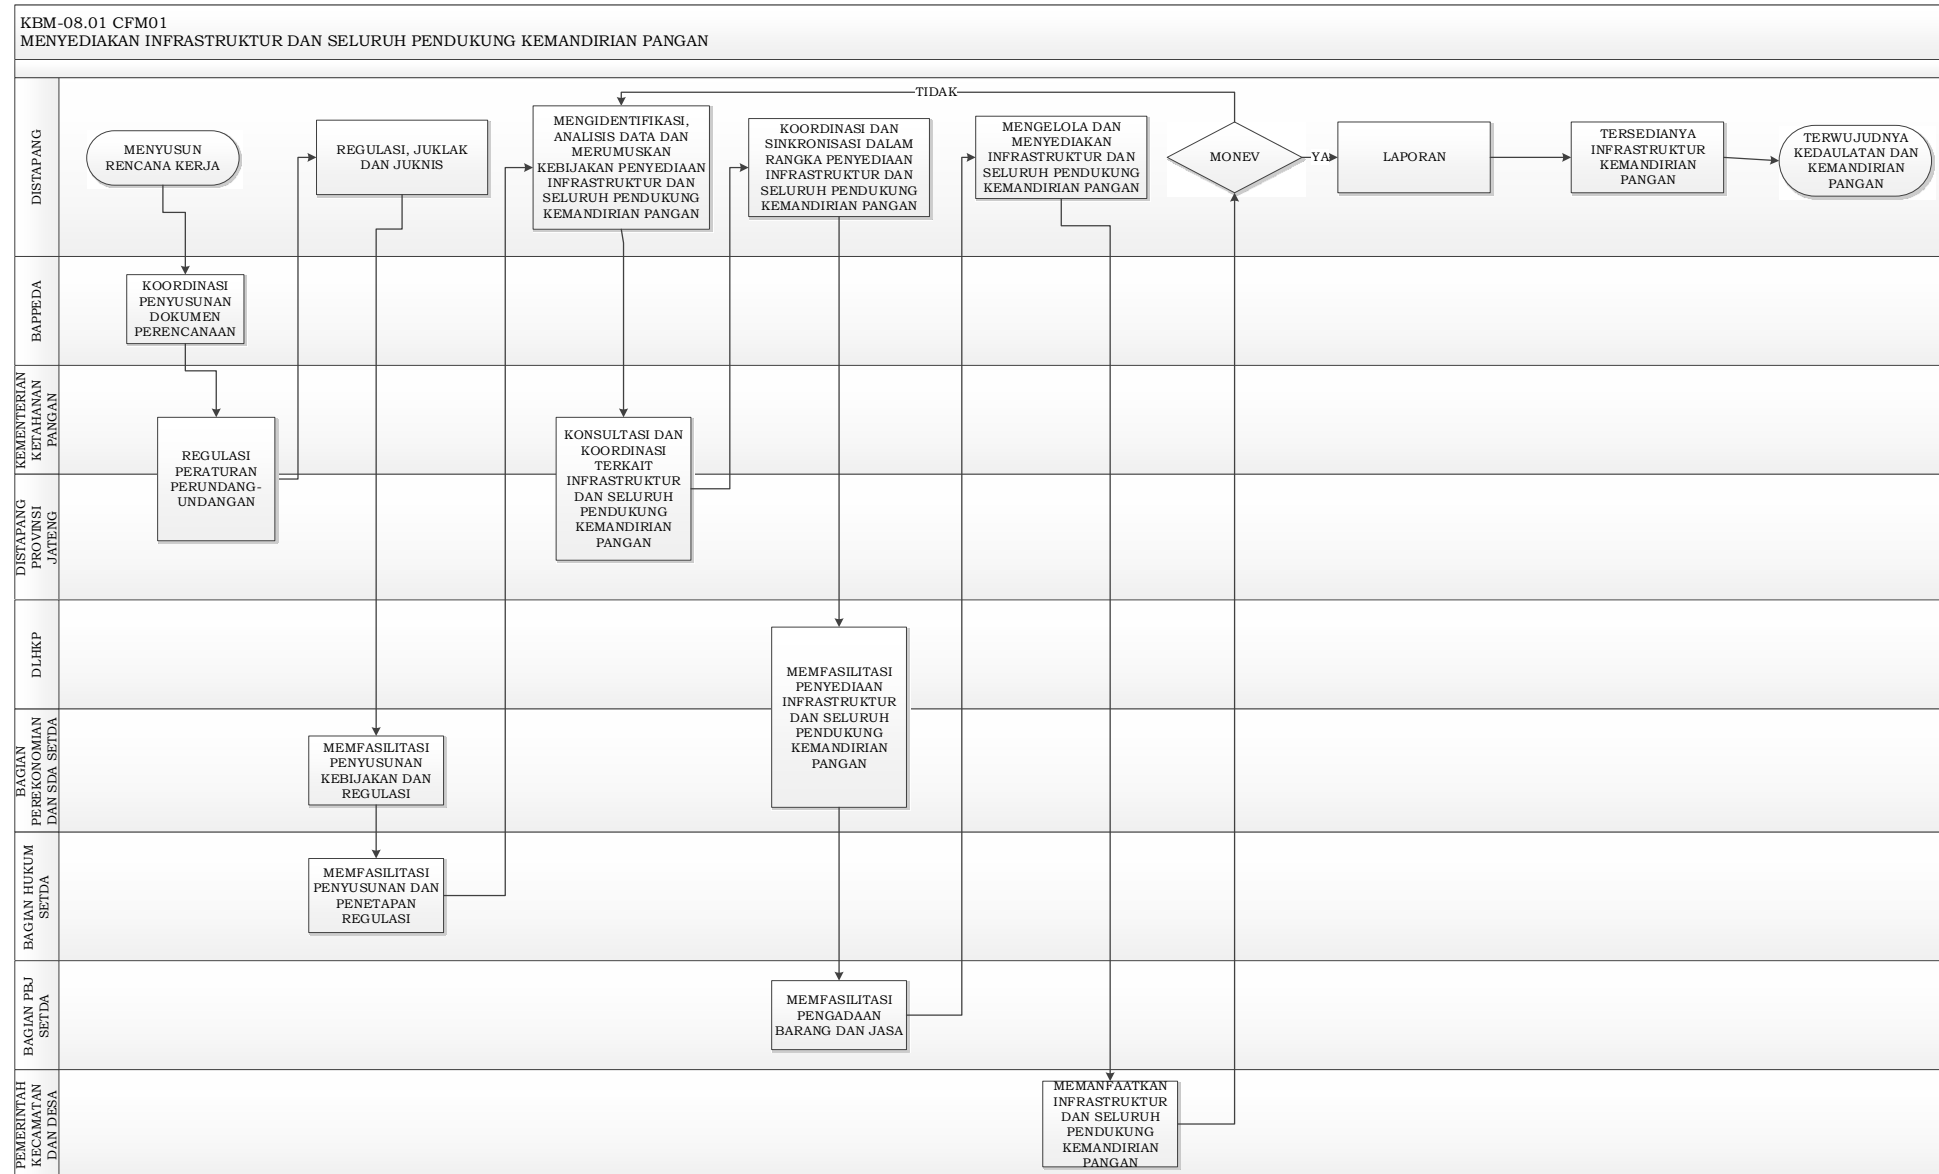 KBM-08.01 CFM01
MENYEDIAKAN INFRASTRUKTUR DAN SELURUH PENDUKUNG KEMANDIRIAN PANGAN
DISTAPANG
MENYUSUN
RENCANA KERJA
REGULASI, JUKLAK
DAN JUKNIS
MENGIDENTIFIKASI,
ANALISIS DATA DAN
MERUMUSKAN
KEBIJAKAN PENYEDIAAN
INFRASTRUKTUR DAN
SELURUH PENDUKUNG
KEMANDIRIAN PANGAN
KOORDINASI DAN
SINKRONISASI DALAM
RANGKA PENYEDIAAN
INFRASTRUKTUR DAN
SELURUH PENDUKUNG
KEMANDIRIAN PANGAN
MENGELOLA DAN
MENYEDIAKAN
INFRASTRUKTUR DAN
SELURUH PENDUKUNG
KEMANDIRIAN PANGAN
TIDAK
MONEV
YA
LAPORAN
TERSEDIANYA
INFRASTRUKTUR
KEMANDIRIAN
PANGAN
TERWUJUDNYA
KEDAULATAN DAN
KEMANDIRIAN
PANGAN
BAPPEDA
KOORDINASI
PENYUSUNAN
DOKUMEN
PERENCANAAN
KEMENTERIAN
KETAHANAN
PANGAN
REGULASI
PERATURAN
PERUNDANG-
UNDANGAN
KONSULTASI DAN
KOORDINASI
TERKAIT
INFRASTRUKTUR
DAN SELURUH
PENDUKUNG
KEMANDIRIAN
PANGAN
DISTAPANG
PROVINSI
JATENG
DLHKP
MEMFASILITASI
PENYEDIAAN
INFRASTRUKTUR
DAN SELURUH
PENDUKUNG
KEMANDIRIAN
PANGAN
BAGIAN
PEREKONOMIAN
DAN SDA SETDA
MEMFASILITASI
PENYUSUNAN
KEBIJAKAN DAN
REGULASI
BAGIAN HUKUM
SETDA
MEMFASILITASI
PENYUSUNAN DAN
PENETAPAN
REGULASI
BAGIAN PBJ
SETDA
MEMFASILITASI
PENGADAAN
BARANG DAN JASA
PEMERINTAH
KECAMATAN
DAN DESA
MEMANFAATKAN
INFRASTRUKTUR
DAN SELURUH
PENDUKUNG
KEMANDIRIAN
PANGAN